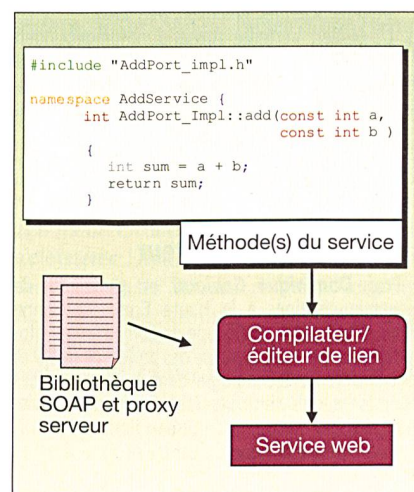 #include "AddPort_impl.h"
namespace AddService {
int AddPort_Impl::add(const int a,
const int b )
{
int sum = a + b;
return sum;
}
Méthode(s) du service
Compilateur/
éditeur de lien
Bibliothèque
SOAP et proxy
serveur
Service web